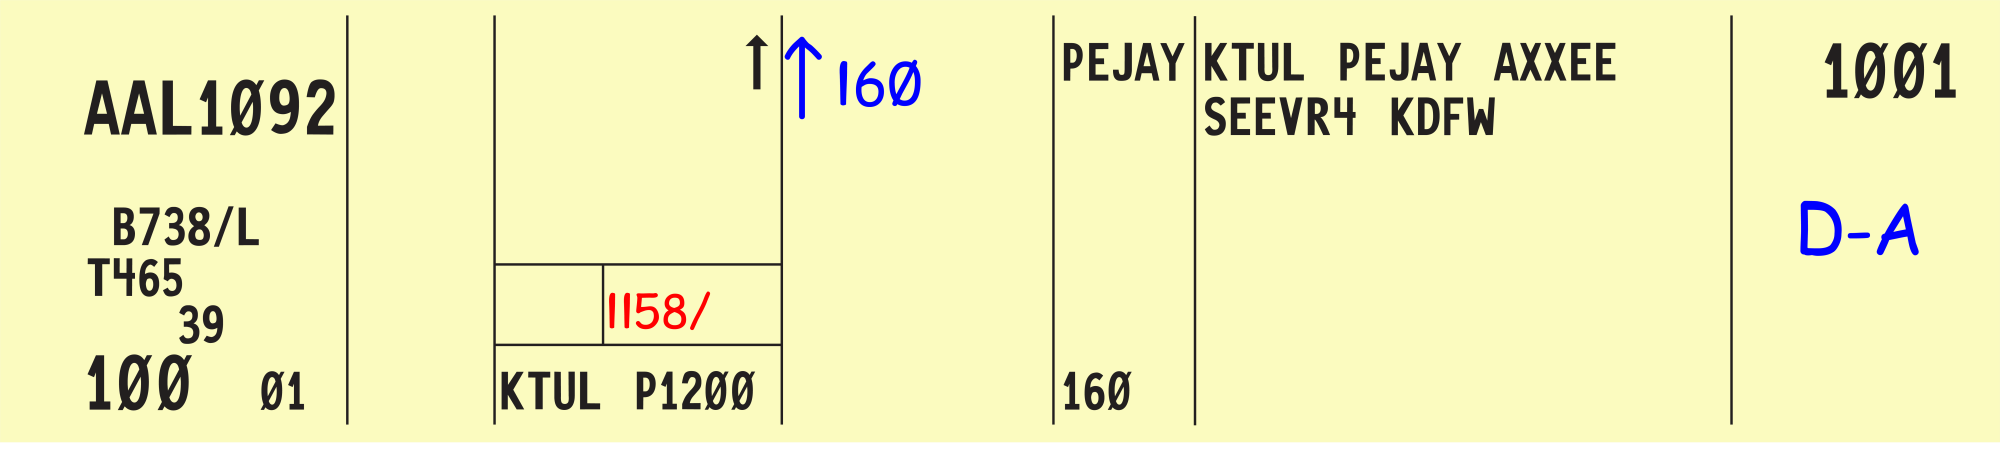 AAL1Ø92
B738/L
T465
39
1ØØ Ø1
1158/
KTUL P12ØØ
↑ ↑ 16Ø
PEJAY
16Ø
KTUL PEJAY AXXEE
SEEVR4 KDFW
1ØØ1
D-A